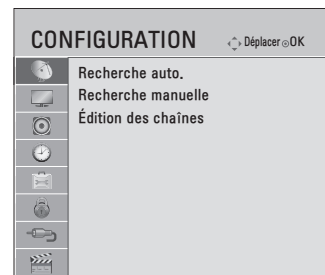 CONFIGURATION Déplacer OK
Recherche auto.
Recherche manuelle
Édition des chaînes